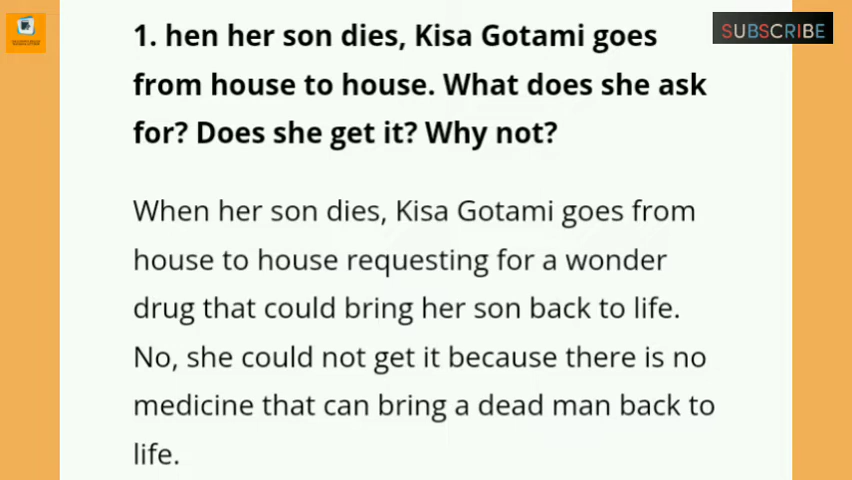 SUBSCRIBE
1. hen her son dies, Kisa Gotami goes
from house to house. What does she ask
for? Does she get it? Why not?
When her son dies, Kisa Gotami goes from
house to house requesting for a wonder
drug that could bring her son back to life.
No, she could not get it because there is no
medicine that can bring a dead man back to
life.